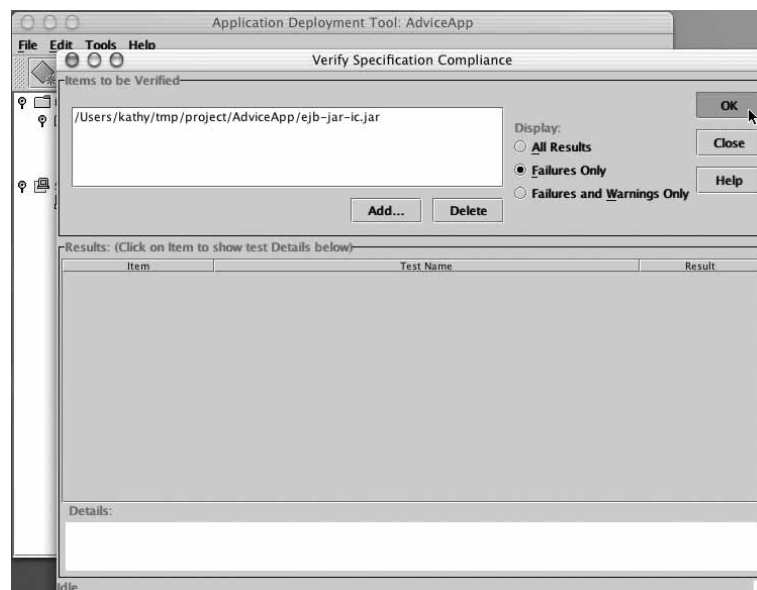 Application Deployment Tool: AdviceApp
File Edit Tools Help
Verify Specification Compliance
Items to be Verified
/Users/kathy/tmp/project/AdviceApp/ejb-jar-ic.jar
Display:
All Results
Failures Only
Failures and Warnings Only
OK
Close
Help
Add...
Delete
Results: (Click on Item to show test Details below)
Item Test Name Result
Details:
Idle